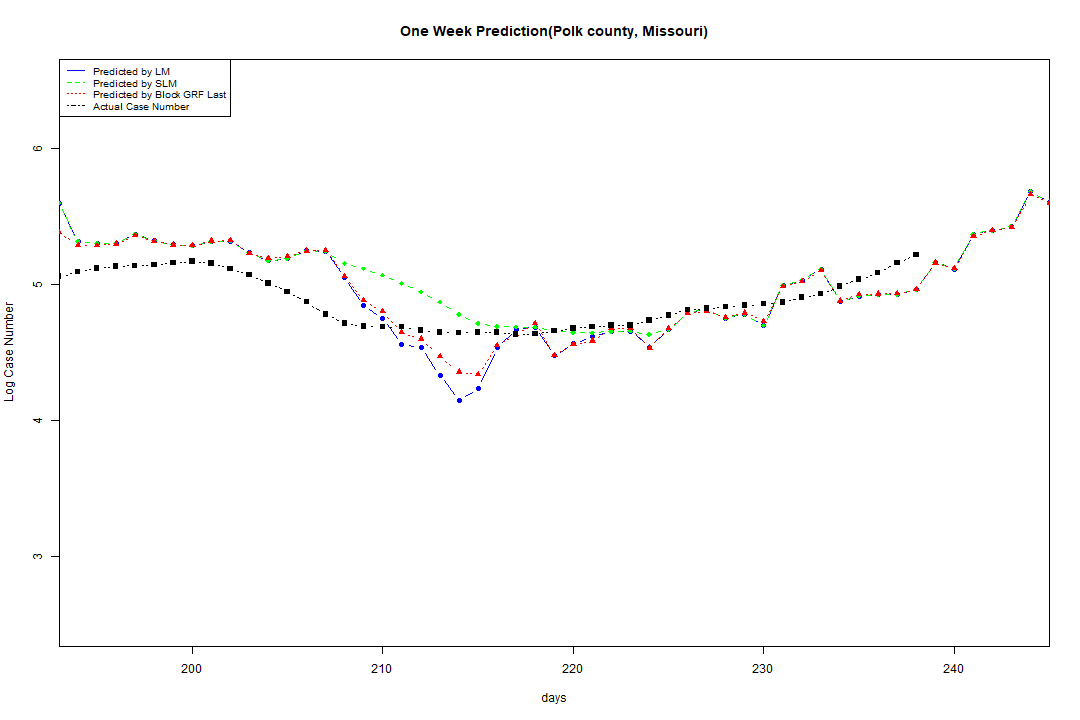 One Week Prediction(Polk county, Missouri)
Predicted by LM
Predicted by SLM
Predicted by Block GRF Last
Actual Case Number
6
5
4
3
Log Case Number
200 210 220 230 240
days